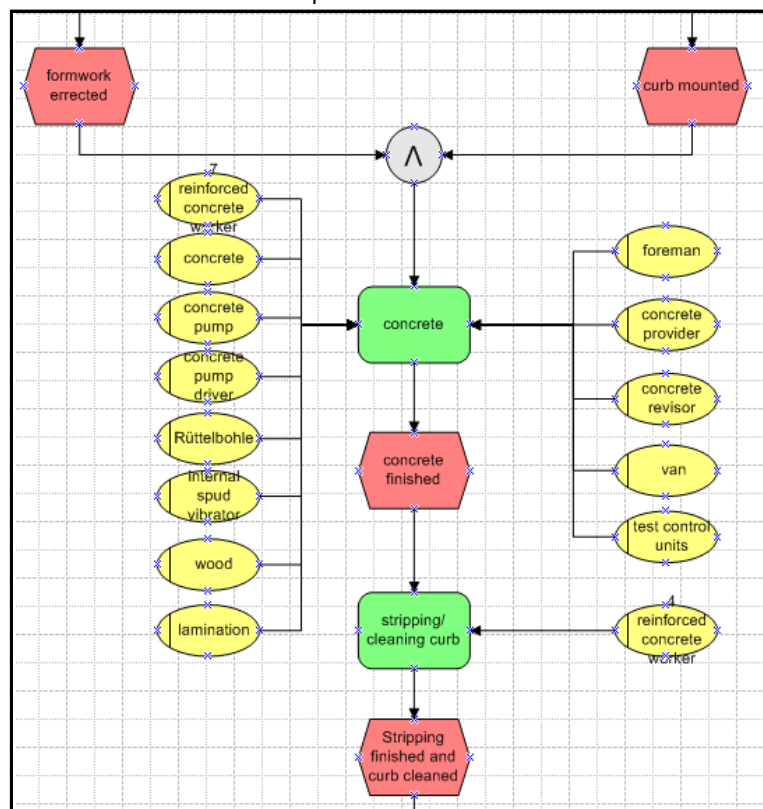 formwork
errected
curb mounted
Λ
7
reinforced
concrete
worker
concrete
concrete
pump
concrete
pump
driver
Rüttelbohle
internal
spud
vibrator
wood
lamination
concrete
foreman
concrete
provider
concrete
revisor
van
test control
units
concrete
finished
stripping/
cleaning curb
4
reinforced
concrete
worker
Stripping
finished and
curb cleaned